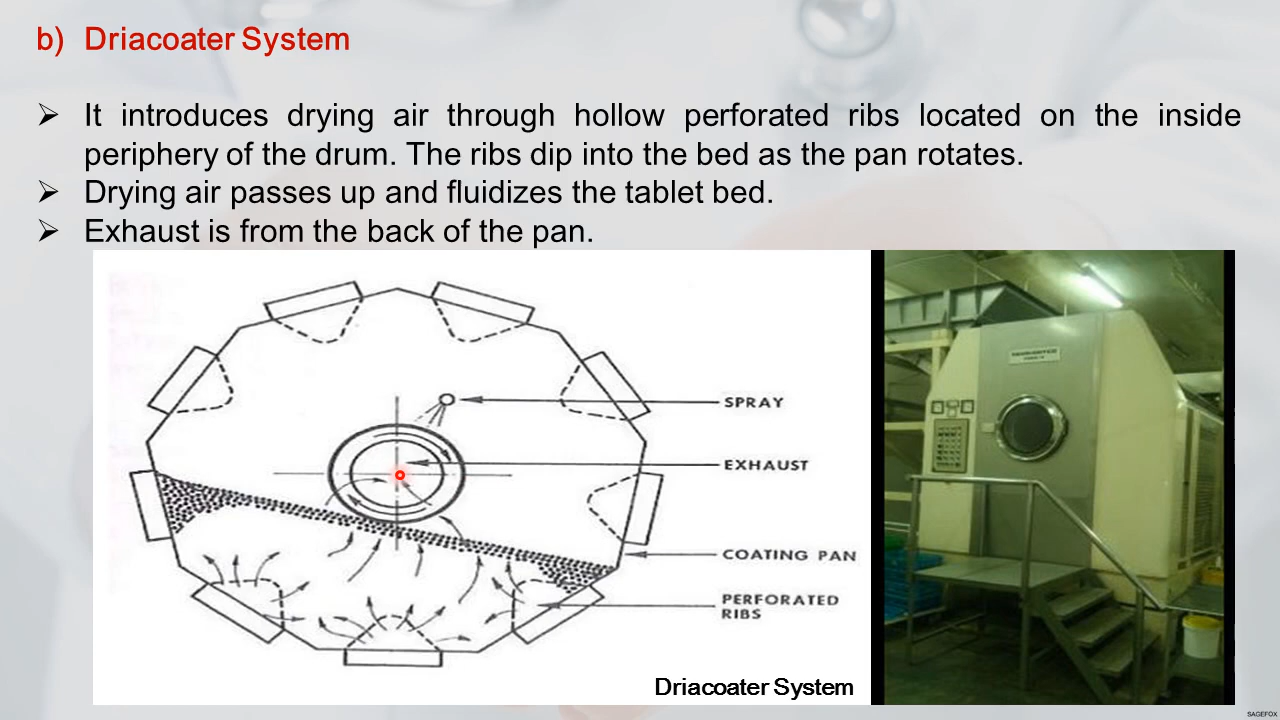 b) Driacoater System
➢ It introduces drying air through hollow perforated ribs located on the inside
periphery of the drum. The ribs dip into the bed as the pan rotates.
➢ Drying air passes up and fluidizes the tablet bed.
➢ Exhaust is from the back of the pan.
SPRAY
EXHAUST
COATING PAN
PERFORATED
RIBS
Driacoater System
SAGEFOX